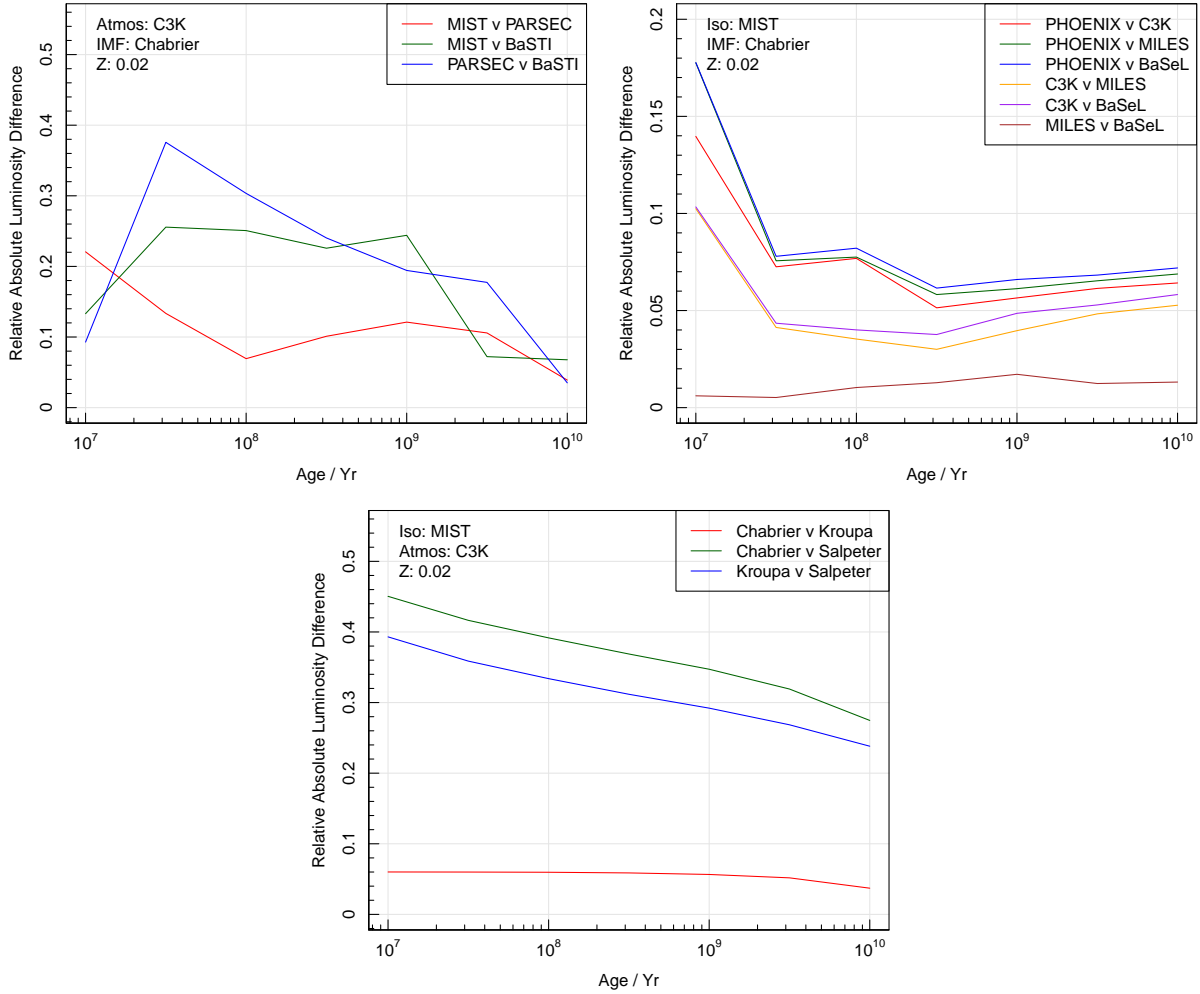 Atmos: C3K
IMF: Chabrier
Z: 0.02
MIST v PARSEC
MIST v BaSTI
PARSEC v BaSTI
Relative Absolute Luminosity Difference
0.5
0.4
0.3
0.2
0.1
0
10^7
10^8
10^9
10^10
Age / Yr
Iso: MIST
IMF: Chabrier
Z: 0.02
PHOENIX v C3K
PHOENIX v MILES
PHOENIX v BaSeL
C3K v MILES
C3K v BaSeL
MILES v BaSeL
Relative Absolute Luminosity Difference
0.2
0.15
0.1
0.05
0
10^7
10^8
10^9
10^10
Age / Yr
Iso: MIST
Atmos: C3K
Z: 0.02
Chabrier v Kroupa
Chabrier v Salpeter
Kroupa v Salpeter
Relative Absolute Luminosity Difference
0.5
0.4
0.3
0.2
0.1
0
10^7
10^8
10^9
10^10
Age / Yr